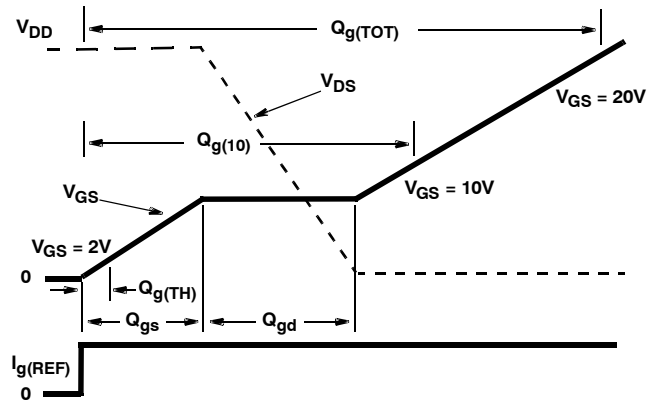 VDD
Qg(TOT)
VDS
VGS = 20V
Qg(10)
VGS
VGS = 10V
VGS = 2V
0
Qg(TH)
Qgs
Qgd
Ig(REF)
0